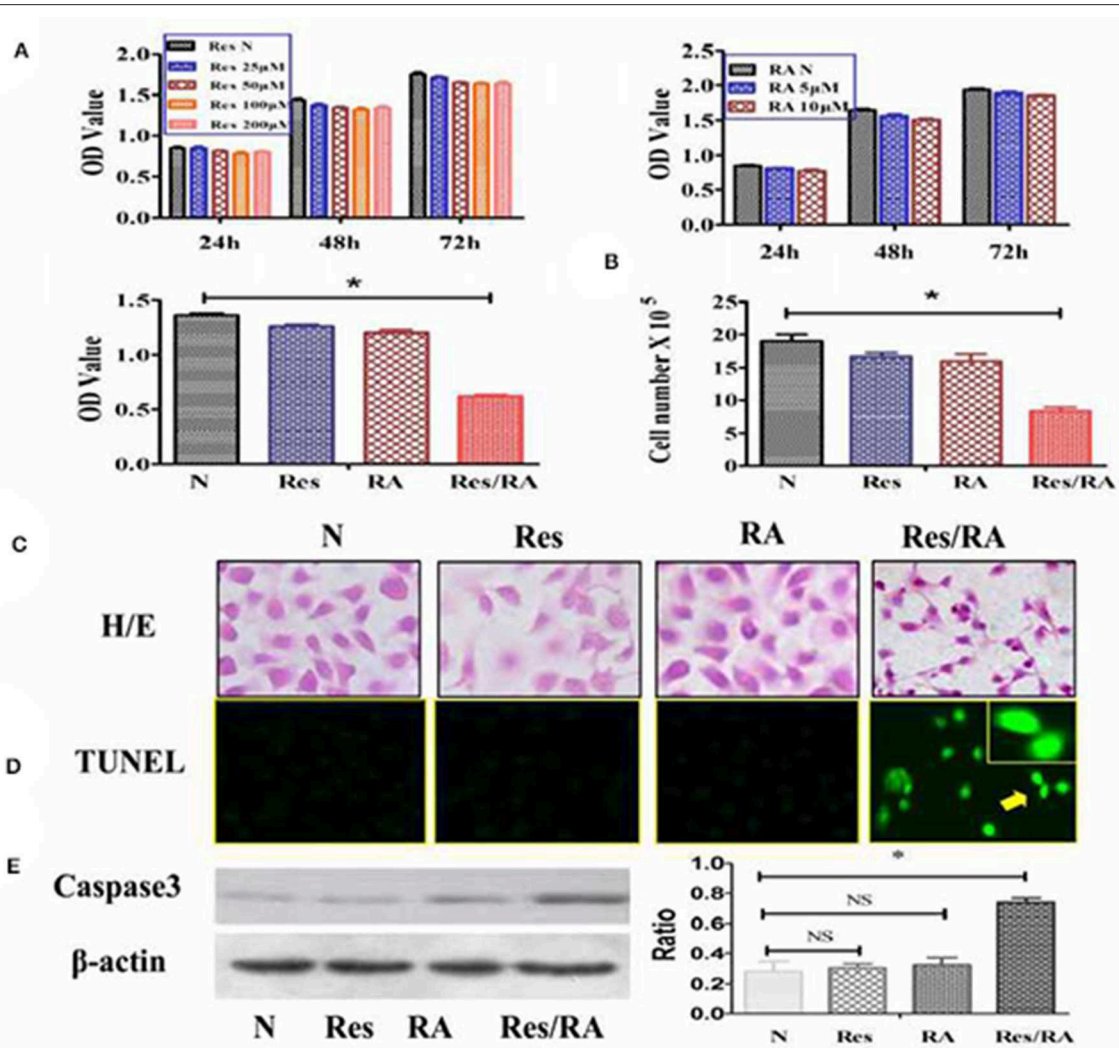 A
OD Value
2.0
1.5
1.0
0.5
0.0
Res N
Res 25μM
Res 50μM
Res 100μM
Res 200μM
24h 48h 72h
OD Value
2.5
2.0
1.5
1.0
0.5
0.0
RA N
RA 5μM
RA 10μM
24h 48h 72h
OD Value
1.5
1.0
0.5
0.0
*
N Res RA Res/RA
B
Cell number X 10⁵
25
20
15
10
5
0
*
N Res RA Res/RA
C
N Res RA Res/RA
H/E
D
TUNEL
E
Caspase3
β-actin
N Res RA Res/RA
Ratio
1.0
0.8
0.6
0.4
0.2
0.0
*
NS
NS
N Res RA Res/RA